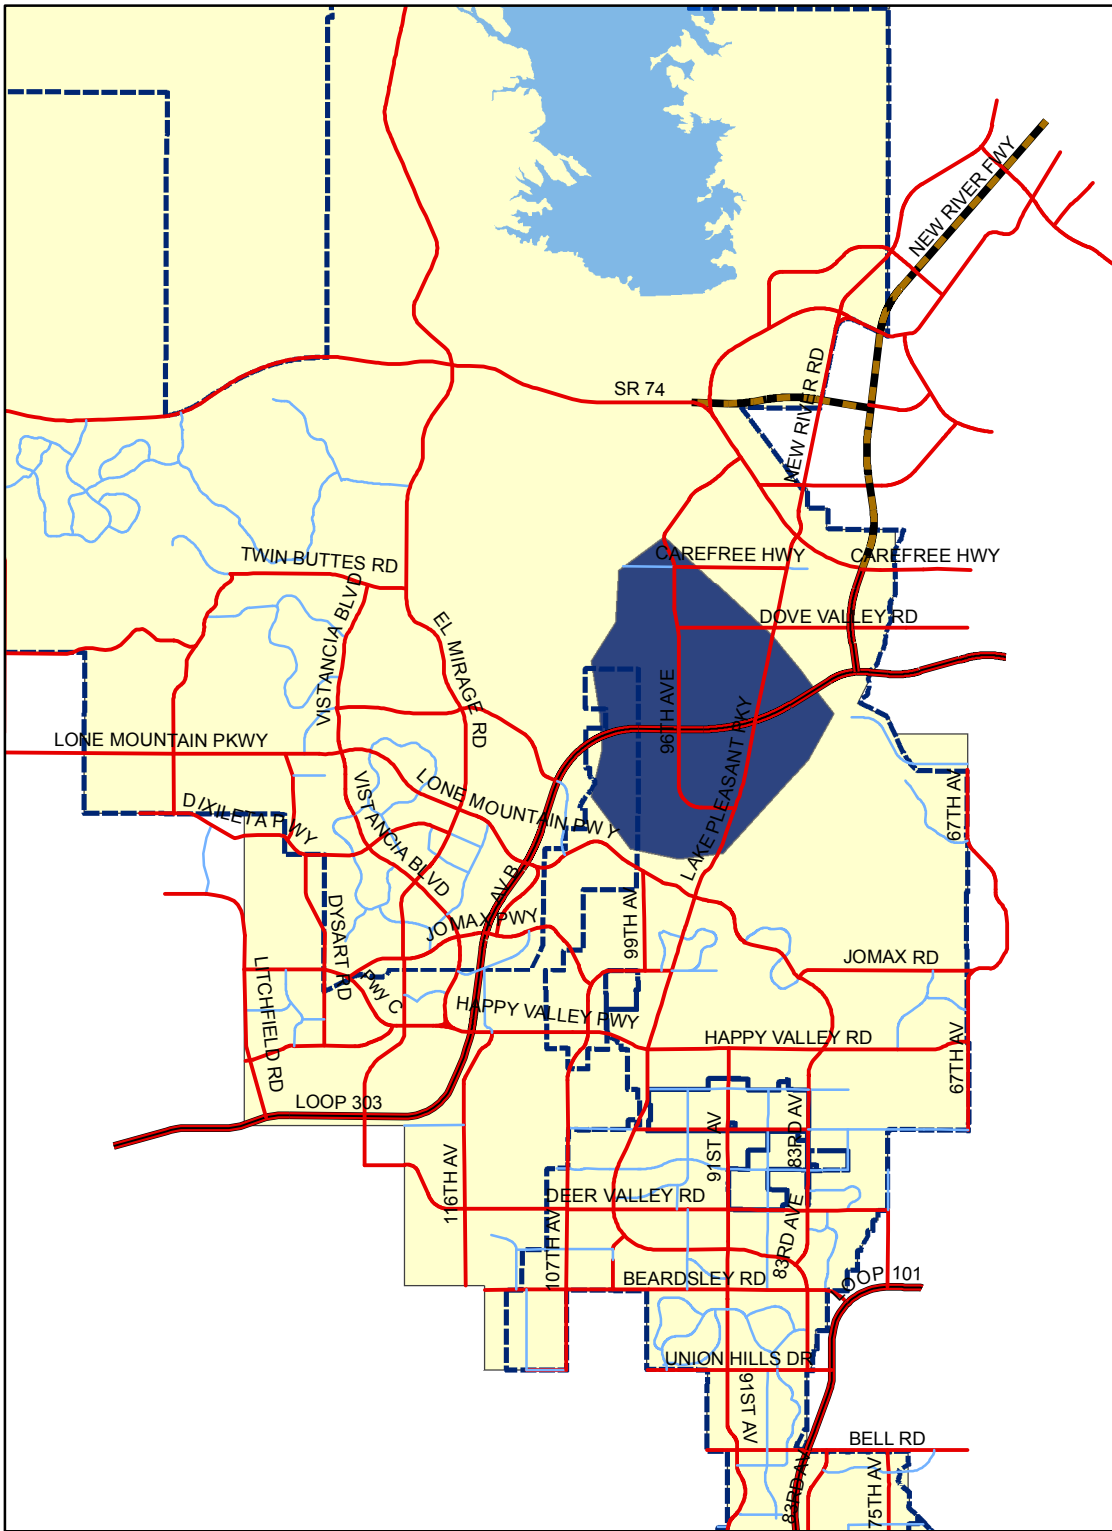 NEW RIVER FWY
SR 74
NEW RIVER RD
CAREFREE HWY
CAREFREE HWY
TWIN BUTTES RD
VISTANCIA BLVD
EL MIRAGE RD
DOVE VALLEY RD
96TH AVE
LAKE PLEASANT PKY
LONE MOUNTAIN PKWY
LONE MOUNTAIN PWY
DIXILETA PWY
VISTANCIA BLVD
67TH AV
AV B
DYSART RD
JOMAX PWY
99TH AV
JOMAX RD
LITCHFIELD RD
Pwy C
HAPPY VALLEY PWY
HAPPY VALLEY RD
67TH AV
LOOP 303
91ST AV
83RD AV
116TH AV
DEER VALLEY RD
107TH AV
83RD AVE
BEARDSLEY RD
OOP 101
UNION HILLS DR
91ST AV
BELL RD
83RD AV
75TH AV